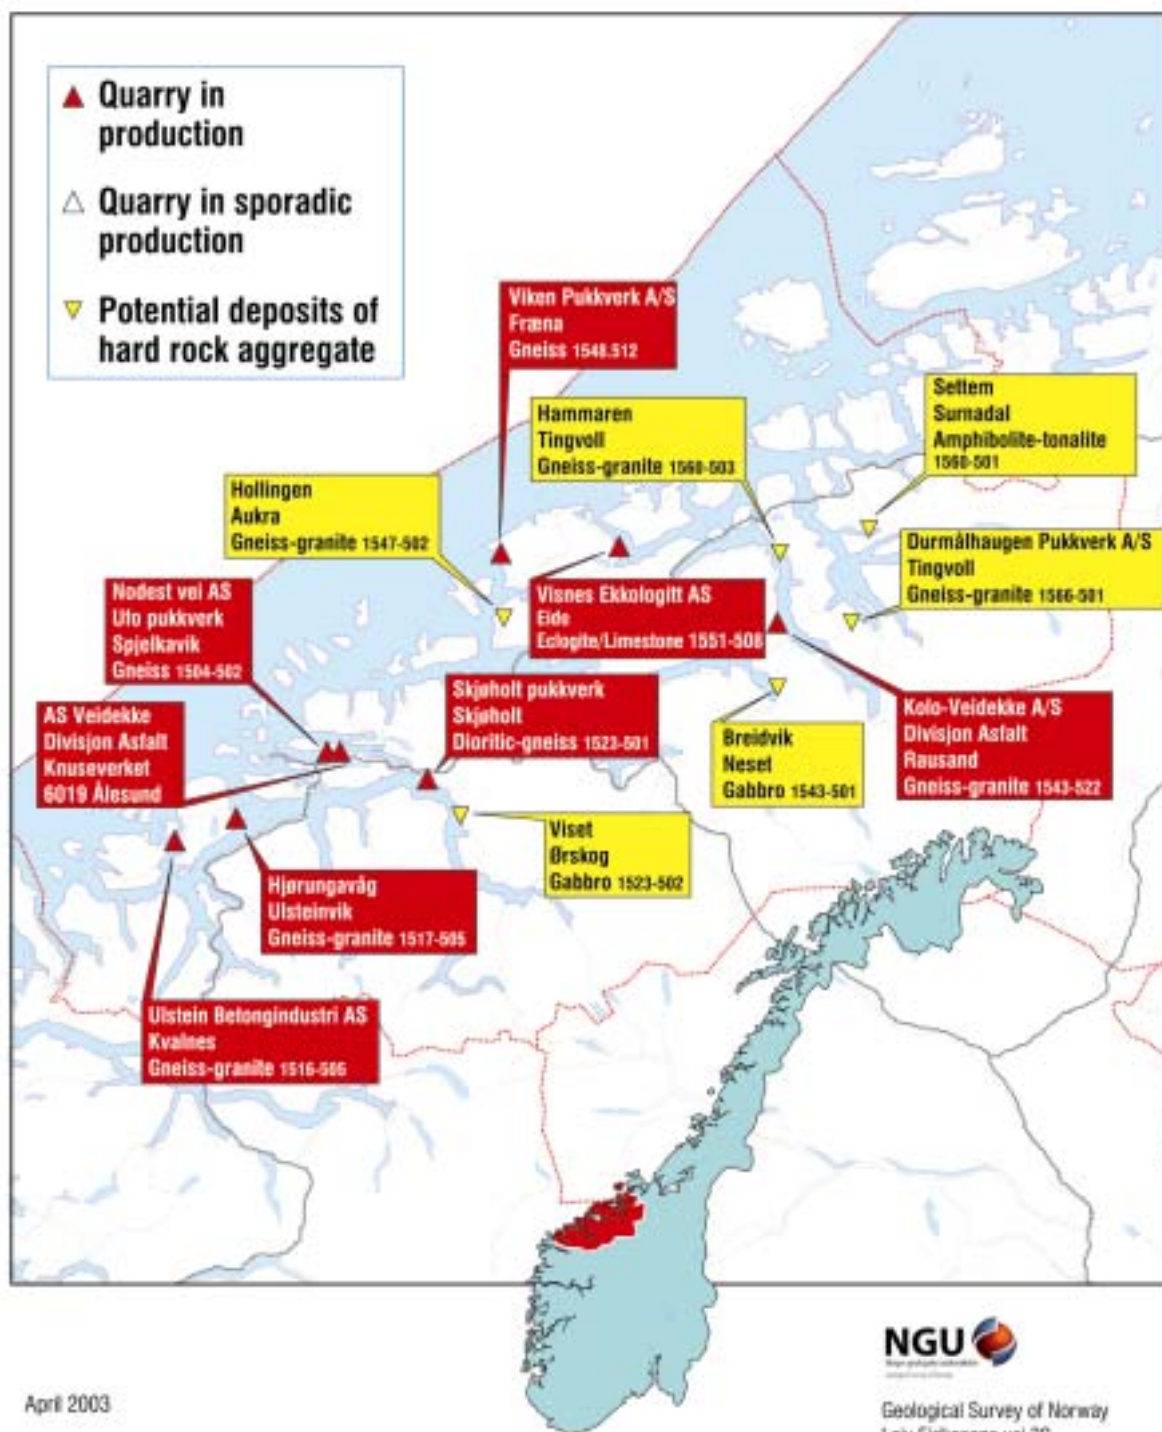 Quarry in
production
Quarry in sporadic
production
Potential deposits of
hard rock aggregate
Viken Pukkverk A/S
Fræna
Gneiss 1548.512
Hammaren
Tingvoll
Gneiss-granite 1560-503
Settem
Surnadal
Amphibolite-tonalite
1560-501
Hollingen
Aukra
Gneiss-granite 1547-502
Durmålhaugen Pukkverk A/S
Tingvoll
Gneiss-granite 1566-501
Nodest vei AS
Uto pukkverk
Spjelkavik
Gneiss 1504-502
Visnes Ekkologitt AS
Eide
Eclogite/Limestone 1551-508
AS Veidekke
Divisjon Asfalt
Knuseverket
6019 Ålesund
Skjøholt pukkverk
Skjøholt
Dioritic-gneiss 1523-501
Breidvik
Neset
Gabbro 1543-501
Kolo-Veidekke A/S
Divisjon Asfalt
Rausand
Gneiss-granite 1543-522
Viset
Ørskog
Gabbro 1523-502
Hjørungavåg
Ulsteinvik
Gneiss-granite 1517-505
Ulstein Betongindustri AS
Kvalnes
Gneiss-granite 1516-505
NGU
April 2003
Geological Survey of Norway